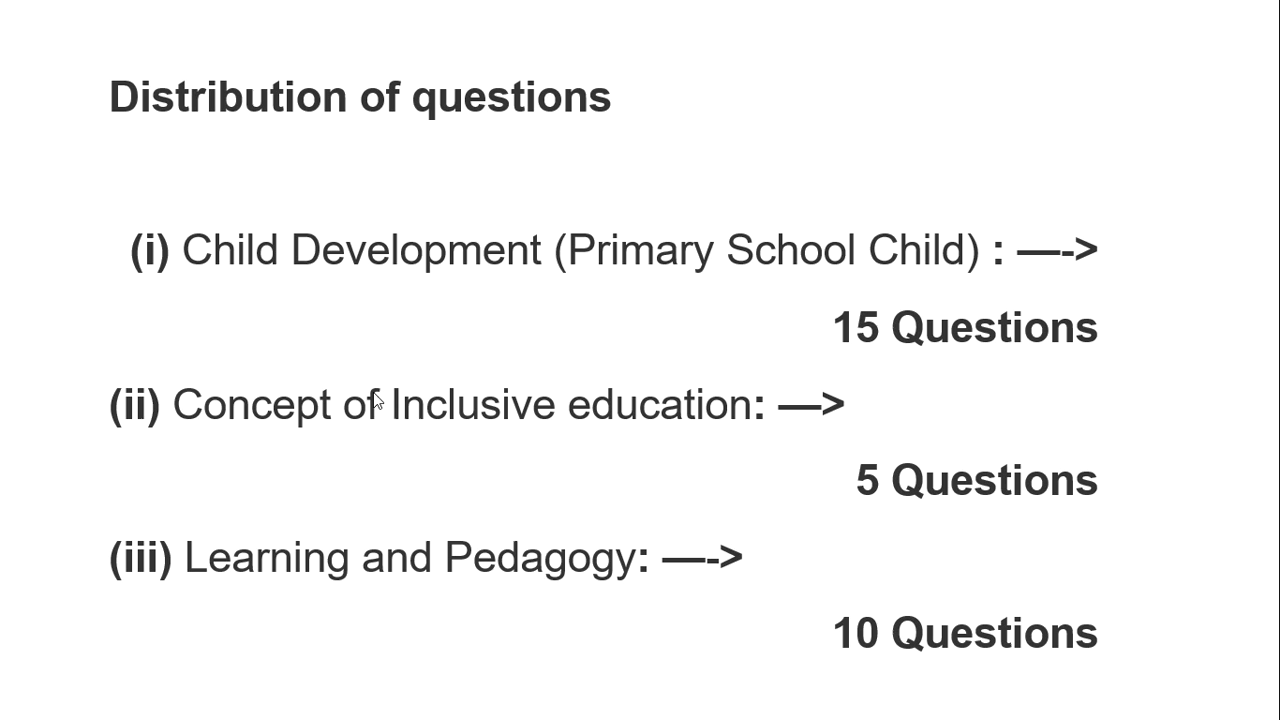 Distribution of questions
(i) Child Development (Primary School Child) : —->
15 Questions
(ii) Concept of Inclusive education: —>
5 Questions
(iii) Learning and Pedagogy: —->
10 Questions